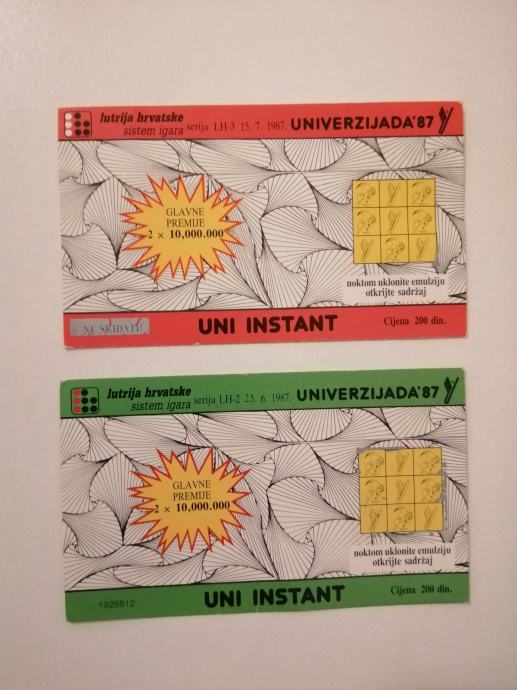 lutrija hrvatske
sistem igara serija LH-3 15. 7. 1987. UNIVERZIJADA'87
GLAVNE
PREMIJE
2 × 10,000.000
noktom uklonite emulziju
otkrijte sadržaj
NE SKIDATI!
UNI INSTANT
Cijena 200 din.
lutrija hrvatske
sistem igara serija LH-2 25. 6. 1987. UNIVERZIJADA'87
GLAVNE
PREMIJE
2 × 10,000.000
noktom uklonite emulziju
otkrijte sadržaj
1925812
UNI INSTANT
Cijena 200 din.